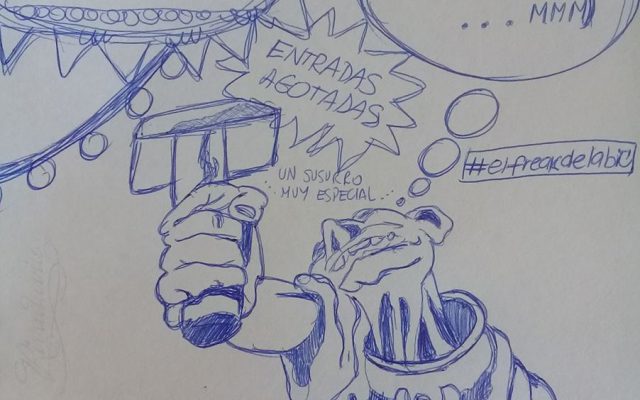 ...MMM
ENTRADAS
AGOTADAS
#elfreakdelabic
...UN SUSURRO
MUY ESPECIAL...